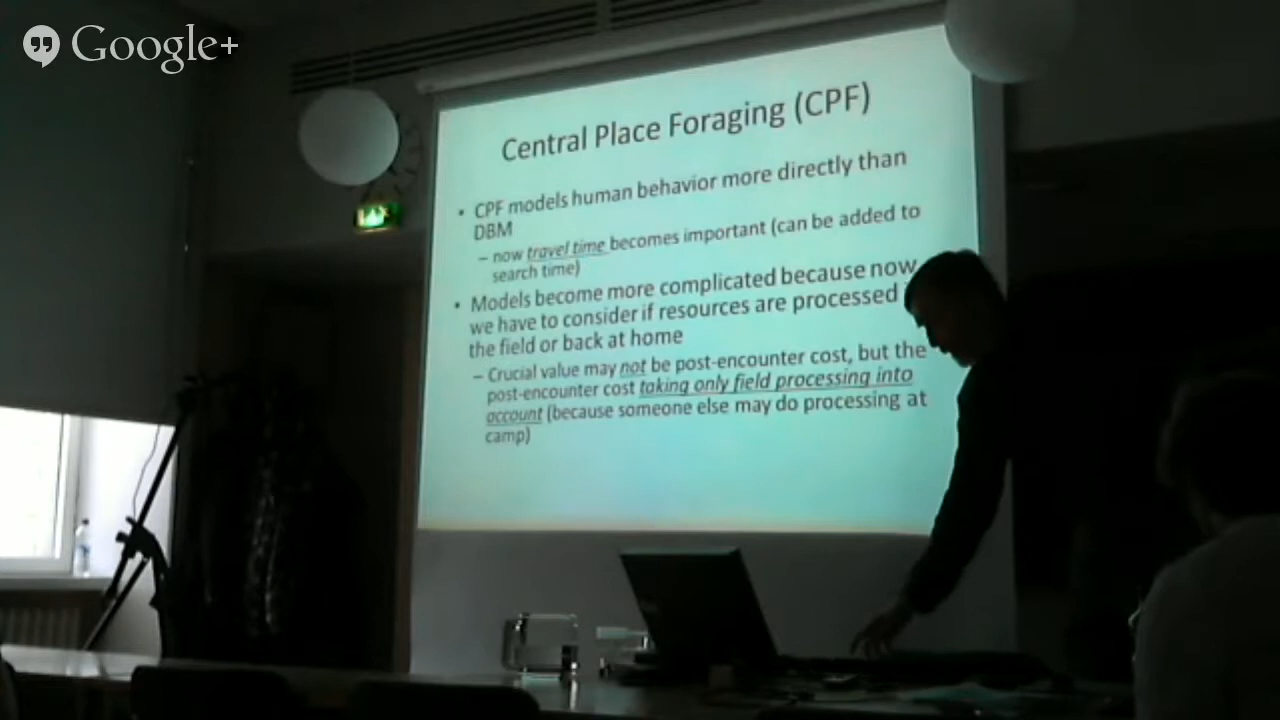 Google+
Central Place Foraging (CPF)
• CPF models human behavior more directly than
DBM
– now travel time becomes important (can be added to
search time)
• Models become more complicated because now
we have to consider if resources are processed
the field or back at home
– Crucial value may not be post-encounter cost, but the
post-encounter cost taking only field processing into
account (because someone else may do processing at
camp)